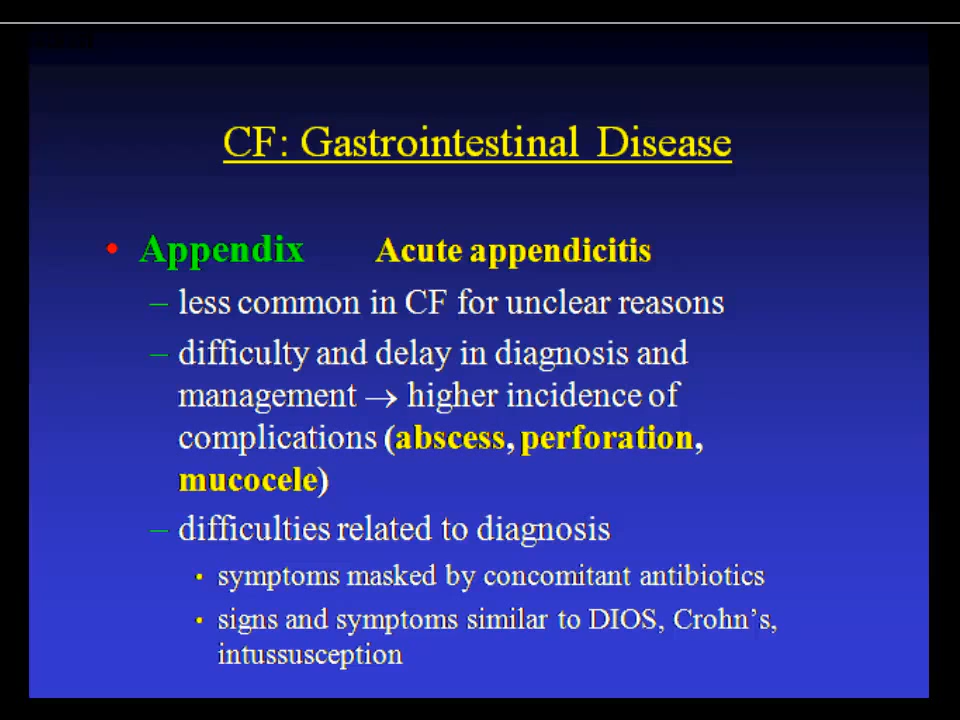 CF: Gastrointestinal Disease
• Appendix Acute appendicitis
– less common in CF for unclear reasons
– difficulty and delay in diagnosis and
management → higher incidence of
complications (abscess, perforation,
mucocele)
– difficulties related to diagnosis
• symptoms masked by concomitant antibiotics
• signs and symptoms similar to DIOS, Crohn's,
intussusception